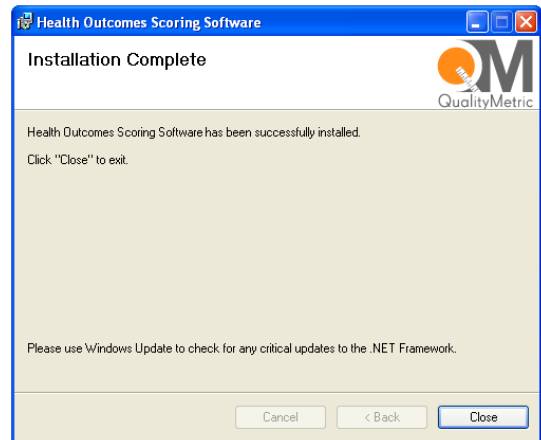 Health Outcomes Scoring Software
Installation Complete
QM
QualityMetric
Health Outcomes Scoring Software has been successfully installed.
Click "Close" to exit.
Please use Windows Update to check for any critical updates to the .NET Framework.
Cancel
< Back
Close